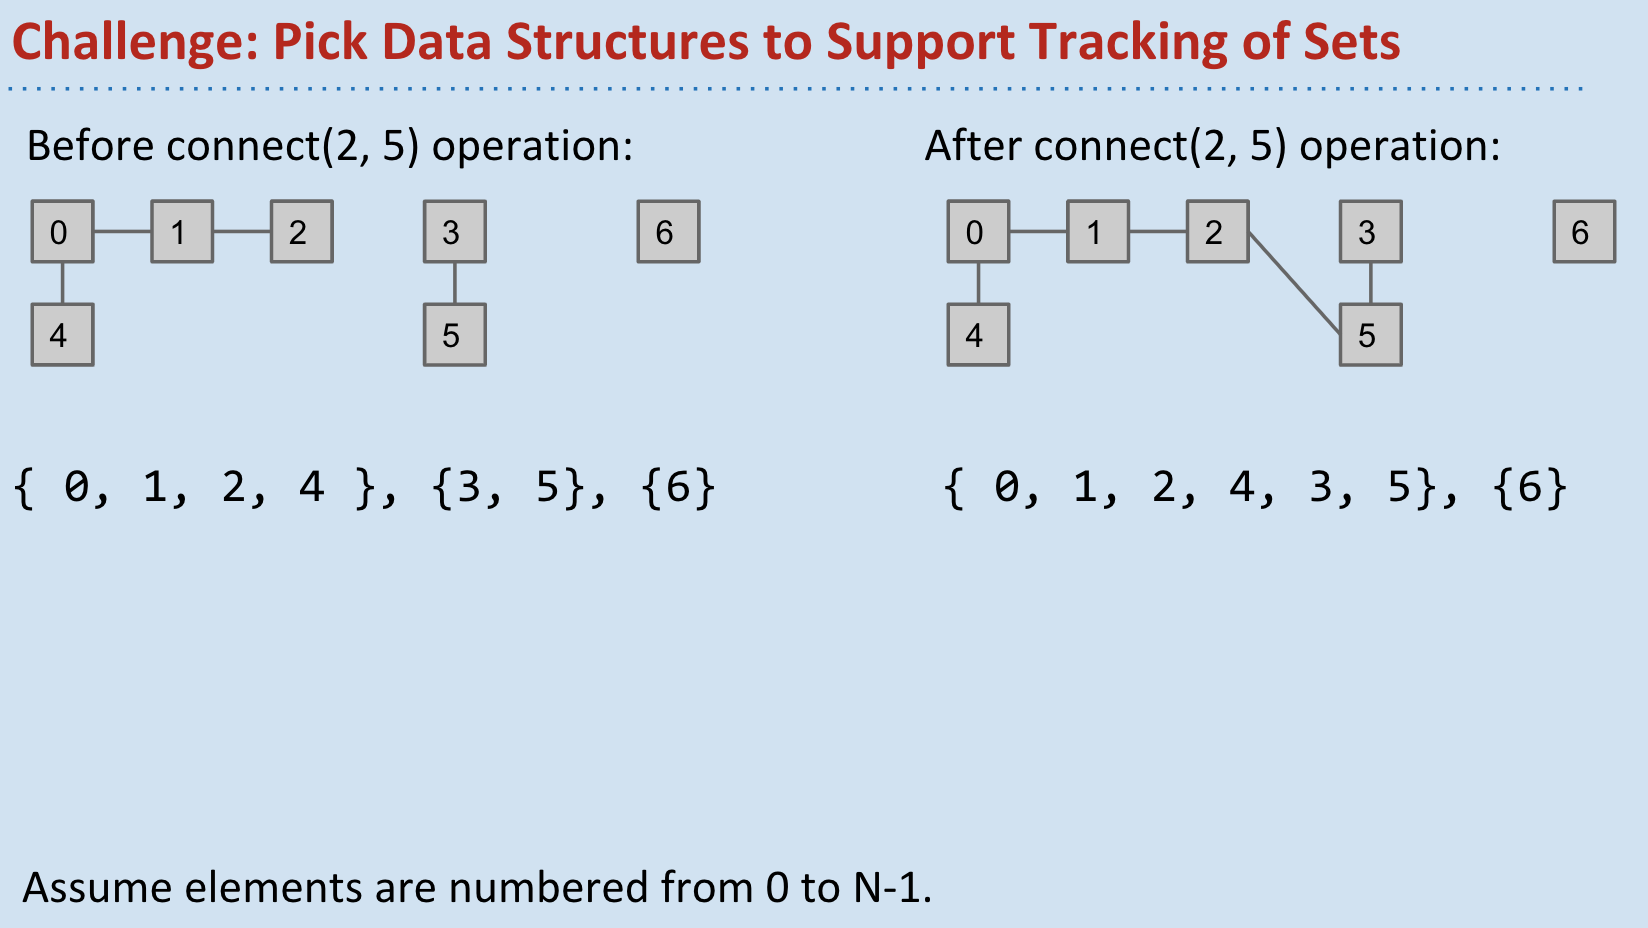 Challenge: Pick Data Structures to Support Tracking of Sets
Before connect(2, 5) operation:
0 1 2 3 6
4 5
{ 0, 1, 2, 4 }, {3, 5}, {6}
After connect(2, 5) operation:
0 1 2 3 6
4 5
{ 0, 1, 2, 4, 3, 5}, {6}
Assume elements are numbered from 0 to N-1.